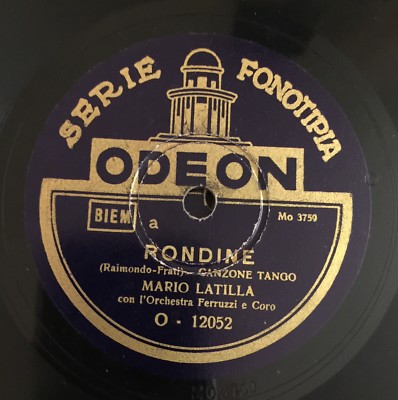 SERIE FONOTIPIA
ODEON
BIEM a Mo 3759
RONDINE
(Raimondo-Frati) - CANZONE TANGO
MARIO LATILLA
con l'Orchestra Ferruzzi e Coro
O - 12052